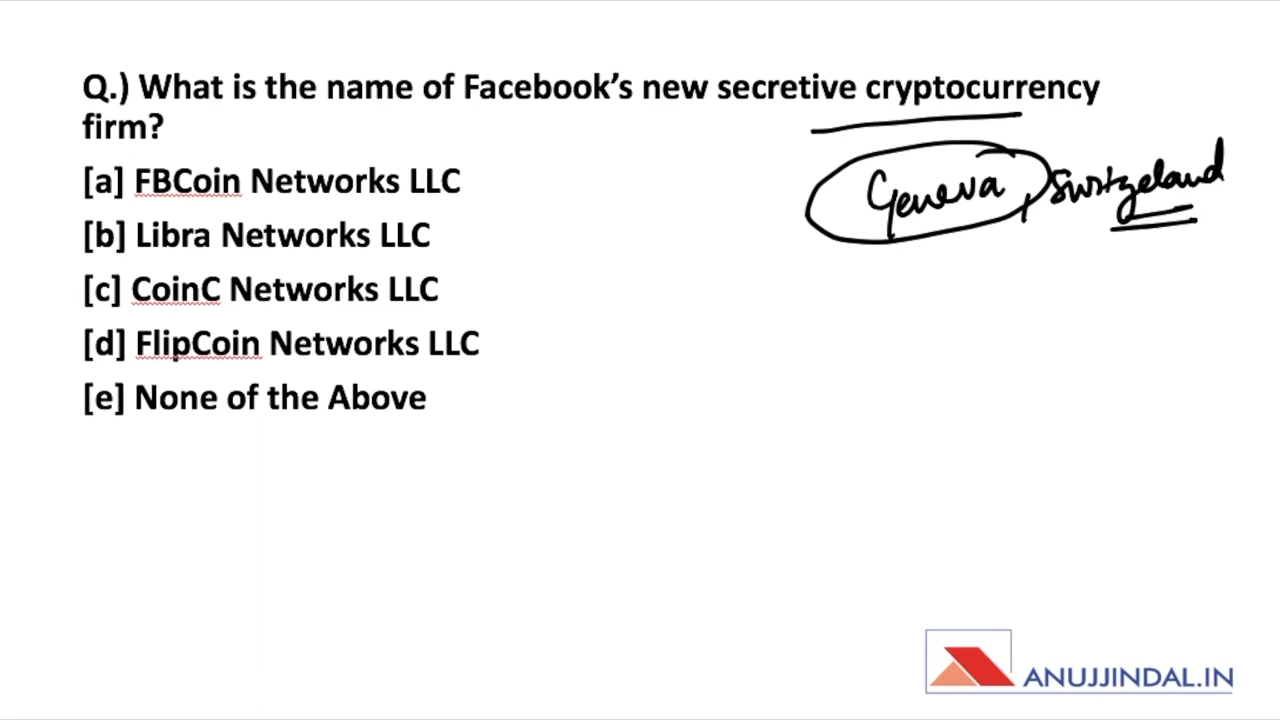 Q.) What is the name of Facebook’s new secretive cryptocurrency
firm?
[a] FBCoin Networks LLC
[b] Libra Networks LLC
[c] CoinC Networks LLC
[d] FlipCoin Networks LLC
[e] None of the Above
Geneva, Switzeland
ANUJJINDAL.IN